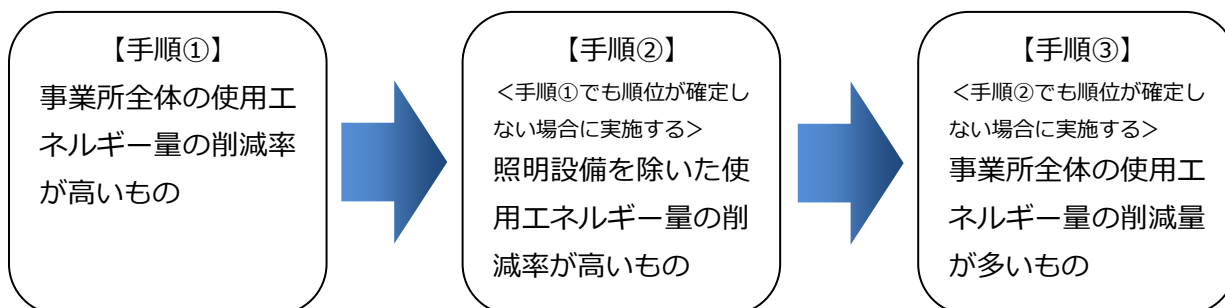 【手順①】
事業所全体の使用エ
ネルギー量の削減率
が高いもの
【手順②】
<手順①でも順位が確定し
ない場合に実施する>
照明設備を除いた使
用エネルギー量の削
減率が高いもの
【手順③】
<手順②でも順位が確定し
ない場合に実施する>
事業所全体の使用エ
ネルギー量の削減量
が多いもの